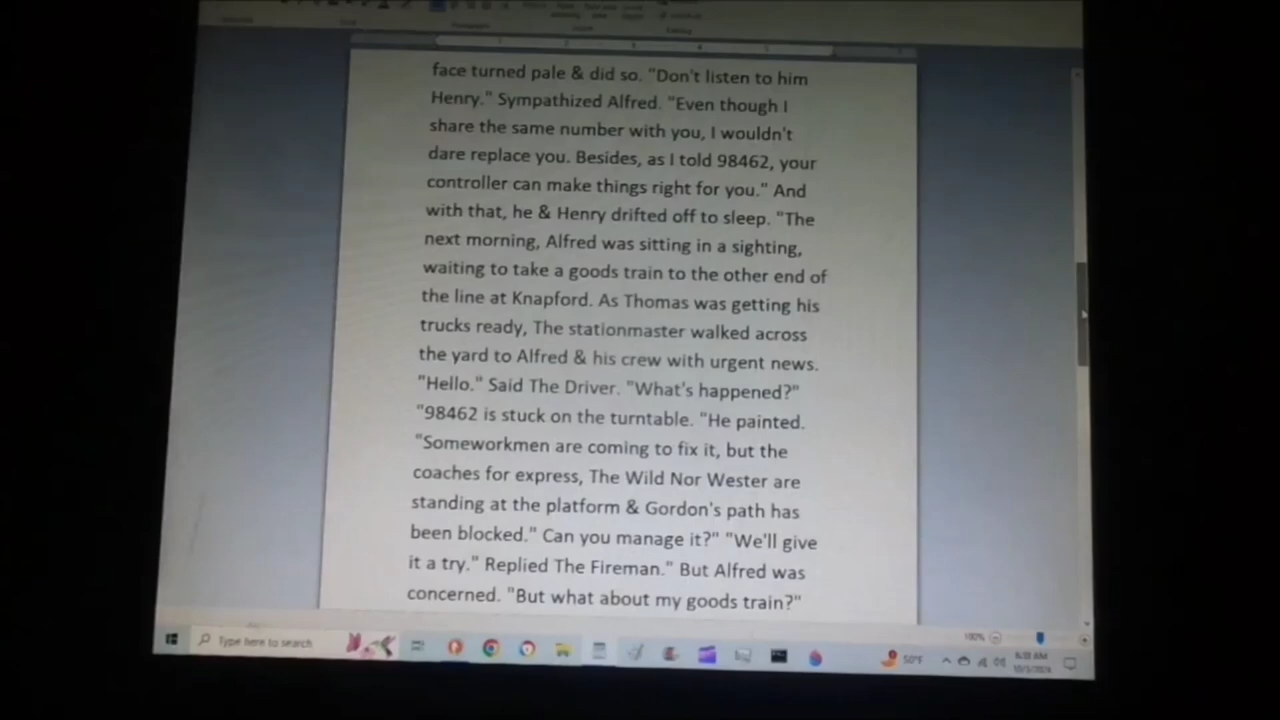 face turned pale & did so. "Don't listen to him
Henry." Sympathized Alfred. "Even though I
share the same number with you, I wouldn't
dare replace you. Besides, as I told 98462, your
controller can make things right for you." And
with that, he & Henry drifted off to sleep. "The
next morning, Alfred was sitting in a sighting,
waiting to take a goods train to the other end of
the line at Knapford. As Thomas was getting his
trucks ready, The stationmaster walked across
the yard to Alfred & his crew with urgent news.
"Hello." Said The Driver. "What's happened?"
"98462 is stuck on the turntable. "He painted.
"Someworkmen are coming to fix it, but the
coaches for express, The Wild Nor Wester are
standing at the platform & Gordon's path has
been blocked." Can you manage it?" "We'll give
it a try." Replied The Fireman." But Alfred was
concerned. "But what about my goods train?"
100%
Type here to search
50°F